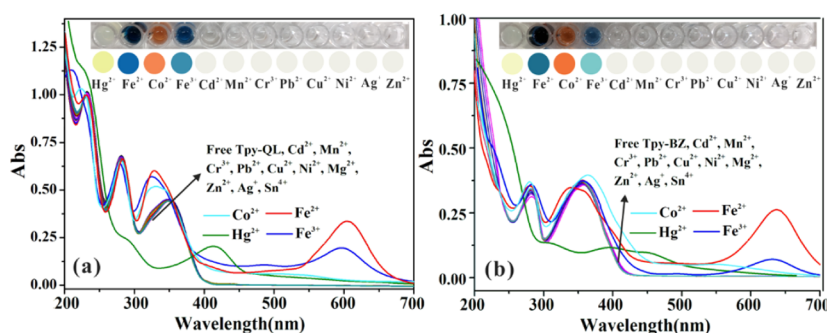 Hg²⁻ Fe²⁻ Co²⁻ Fe³⁻ Cd²⁻ Mn²⁻ Cr³⁻ Pb²⁻ Cu²⁻ Ni²⁻ Ag⁻ Zn²⁻
Free Tpy-QL, Cd²⁺, Mn²⁺,
Cr³⁺, Pb²⁺, Cu²⁺, Ni²⁺, Mg²⁺,
Zn²⁺, Ag⁺, Sn⁴⁺
Co²⁺ Fe²⁺
Hg²⁺ Fe³⁺
(a)
Abs
1.25
1.00
0.75
0.50
0.25
0.00
200 300 400 500 600 700
Wavelength(nm)
Hg²⁻ Fe²⁻ Co²⁻ Fe³⁻ Cd²⁻ Mn²⁻ Cr³⁻ Pb²⁻ Cu²⁻ Ni²⁻ Ag⁻ Zn²⁻
Free Tpy-BZ, Cd²⁺, Mn²⁺,
Cr³⁺, Pb²⁺, Cu²⁺, Ni²⁺, Mg²⁺,
Zn²⁺, Ag⁺, Sn⁴⁺
Co²⁺ Fe²⁺
Hg²⁺ Fe³⁺
(b)
Abs
1.00
0.75
0.50
0.25
0.00
200 300 400 500 600 700
Wavelength(nm)